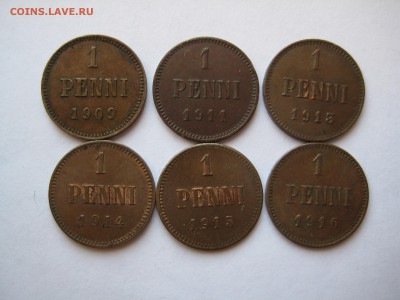 COINS.LAVE.RU
1
PENNI
1909
1
PENNI
1911
1
PENNI
1913
1
PENNI
1914
1
PENNI
1915
1
PENNI
1916